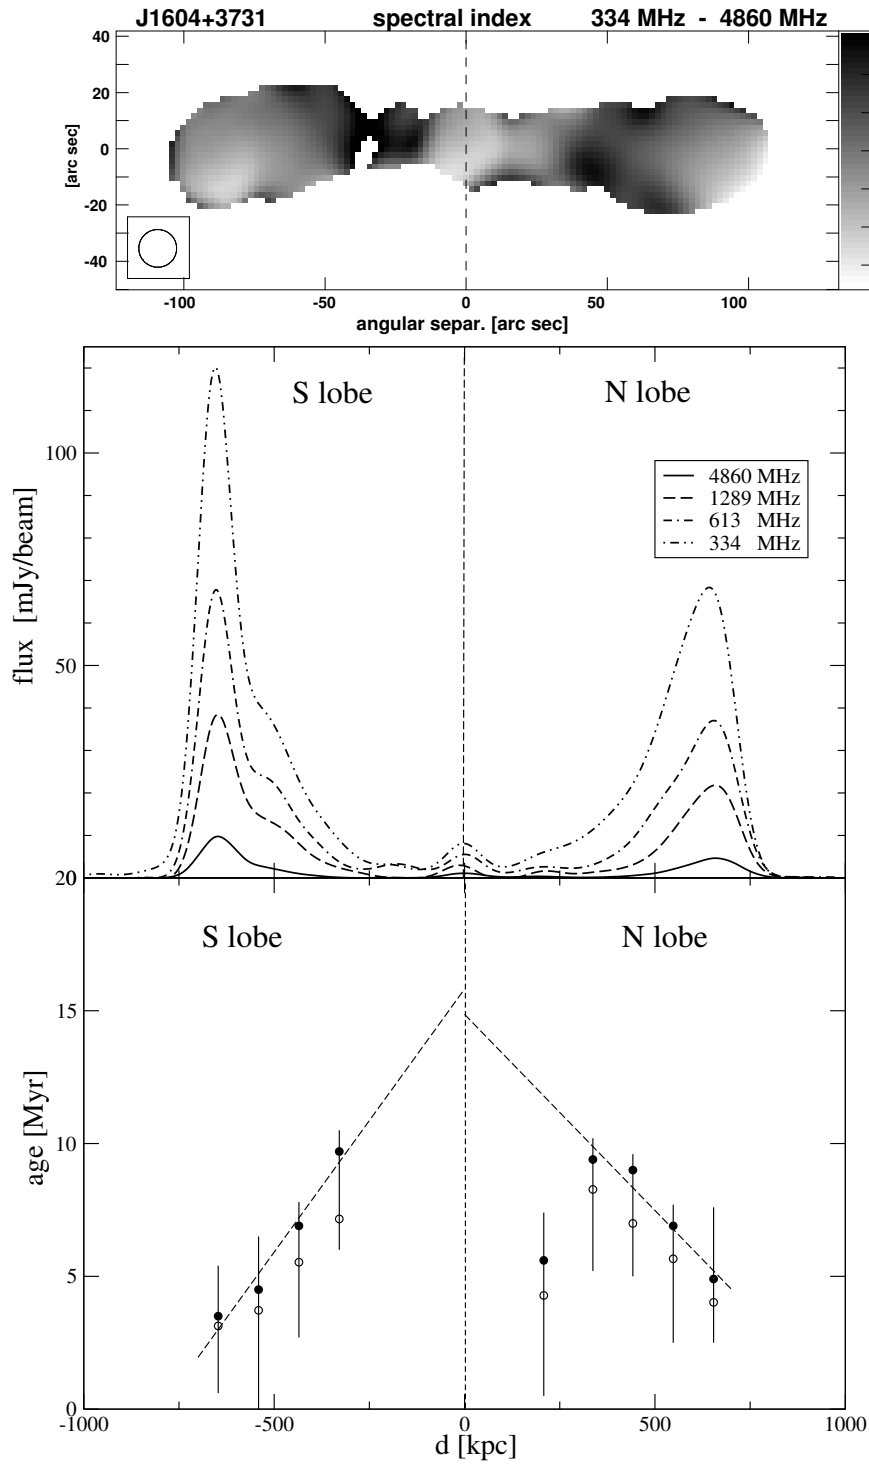 J1604+3731 spectral index 334 MHz - 4860 MHz
40
20
0
-20
-40
[arc sec]
-100 -50 0 50 100
angular separ. [arc sec]
S lobe N lobe
100
50
20
flux [mJy/beam]
4860 MHz
1289 MHz
613 MHz
334 MHz
S lobe N lobe
15
10
5
0
age [Myr]
-1000 -500 0 500 1000
d [kpc]